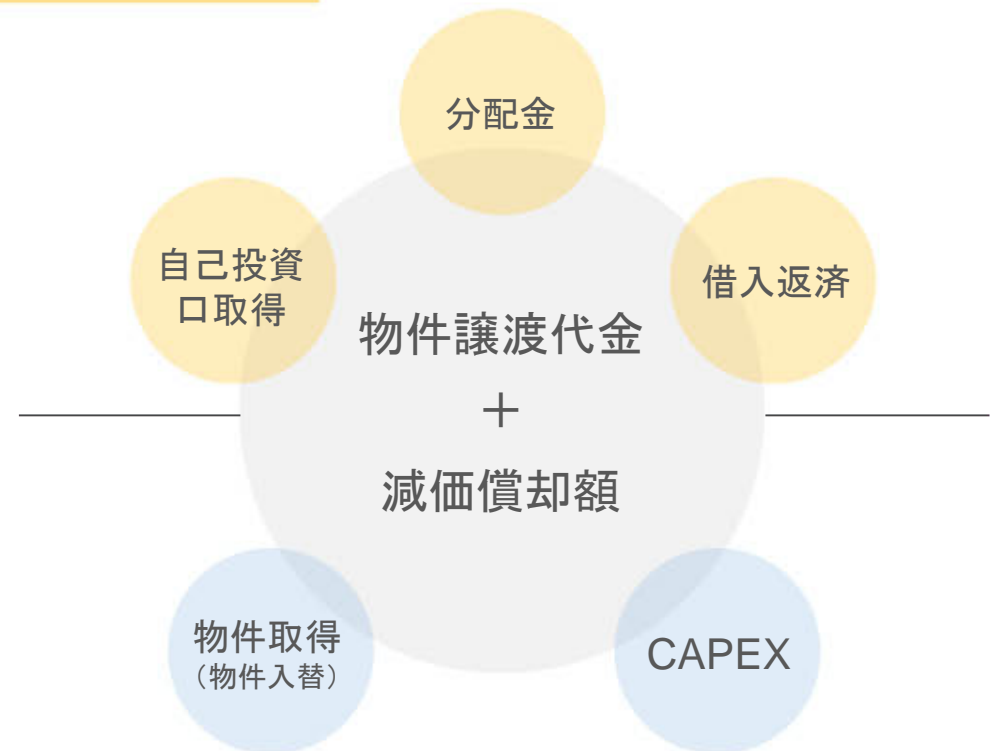 分配金
自己投資
口取得
借入返済
物件譲渡代金
＋
減価償却額
物件取得
（物件入替）
CAPEX